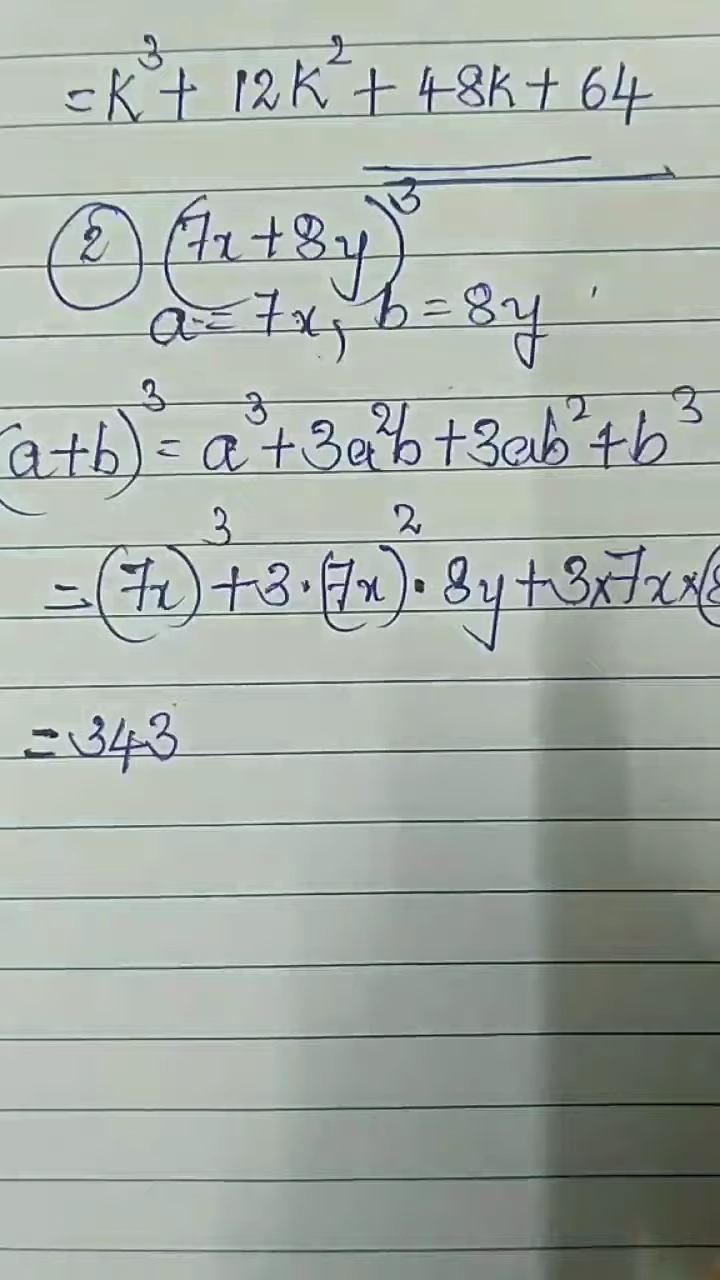 = K³ + 12K² + 48K + 64
② (7x + 8y)³
a = 7x, b = 8y
(a+b)³ = a³ + 3a²b + 3ab² + b³
= (7x)³ + 3·(7x)²·8y + 3×7x×(8
= 343